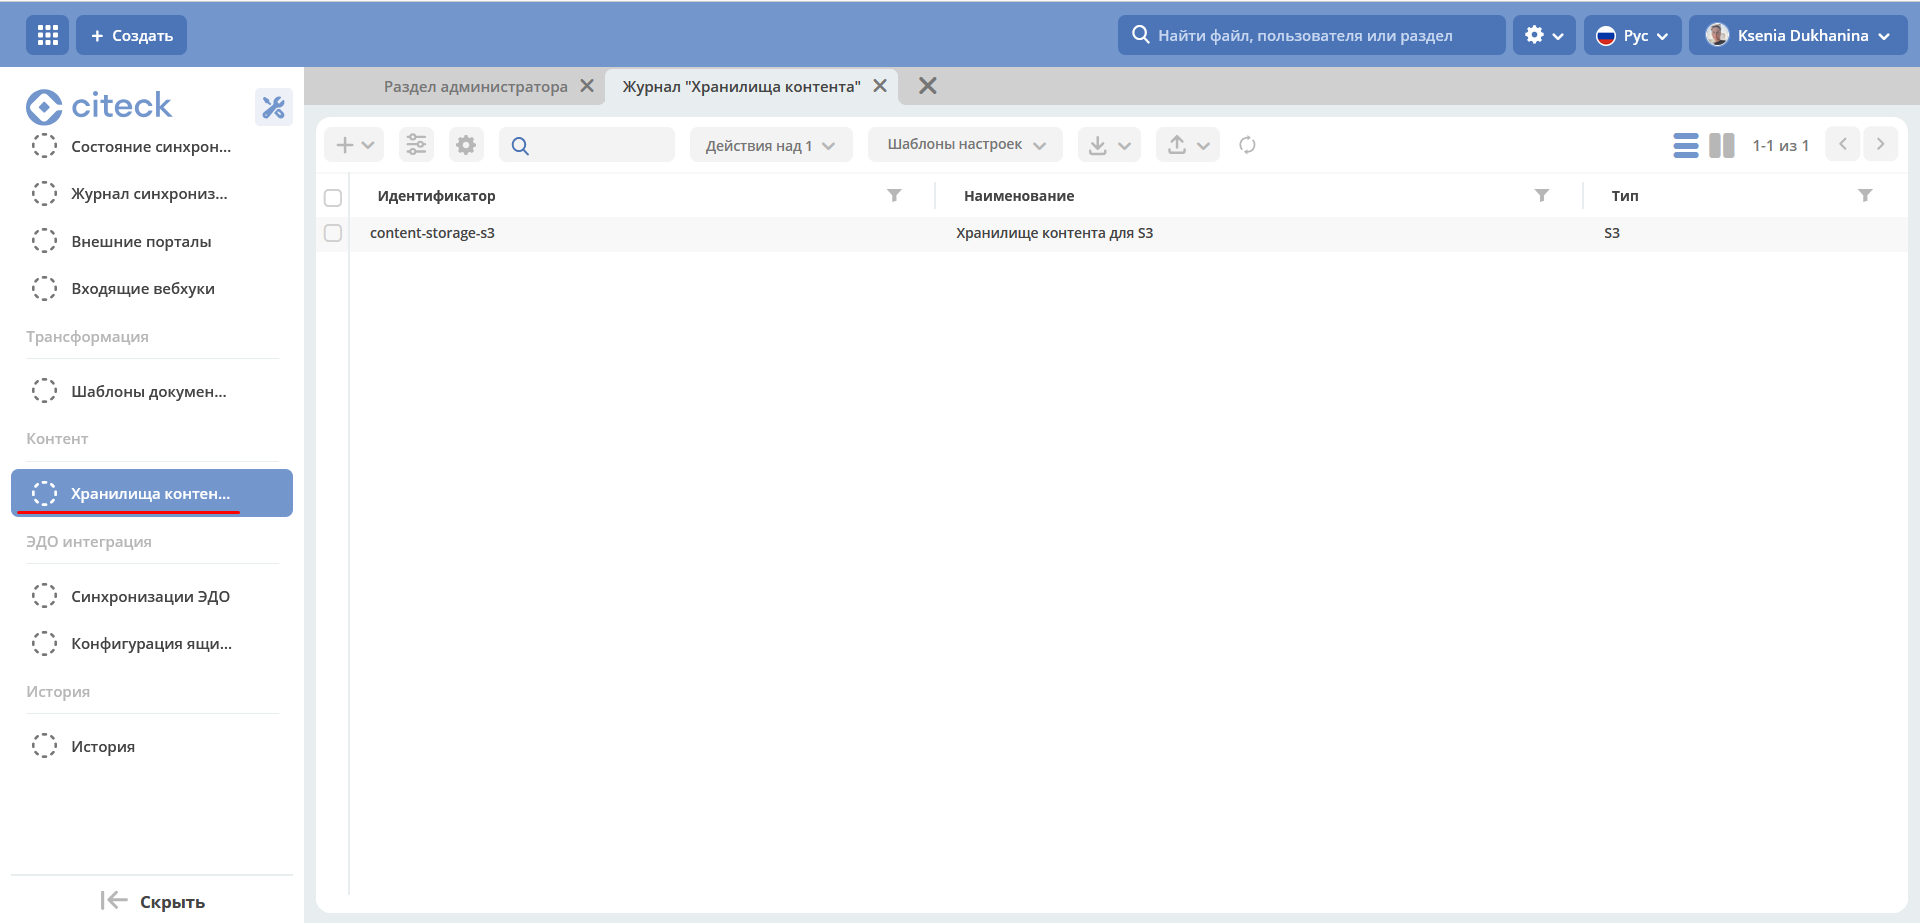 Создать
Найти файл, пользователя или раздел
Рус
Ksenia Dukhanina
citeck
Состояние синхрон...
Журнал синхрониз...
Внешние порталы
Входящие вебхуки
Трансформация
Шаблоны докумен...
Контент
Хранилища контен...
ЭДО интеграция
Синхронизации ЭДО
Конфигурация ящи...
История
История
Скрыть
Раздел администратора
Журнал "Хранилища контента"
Действия над 1
Шаблоны настроек
1-1 из 1
Идентификатор Наименование Тип
content-storage-s3 Хранилище контента для S3 S3